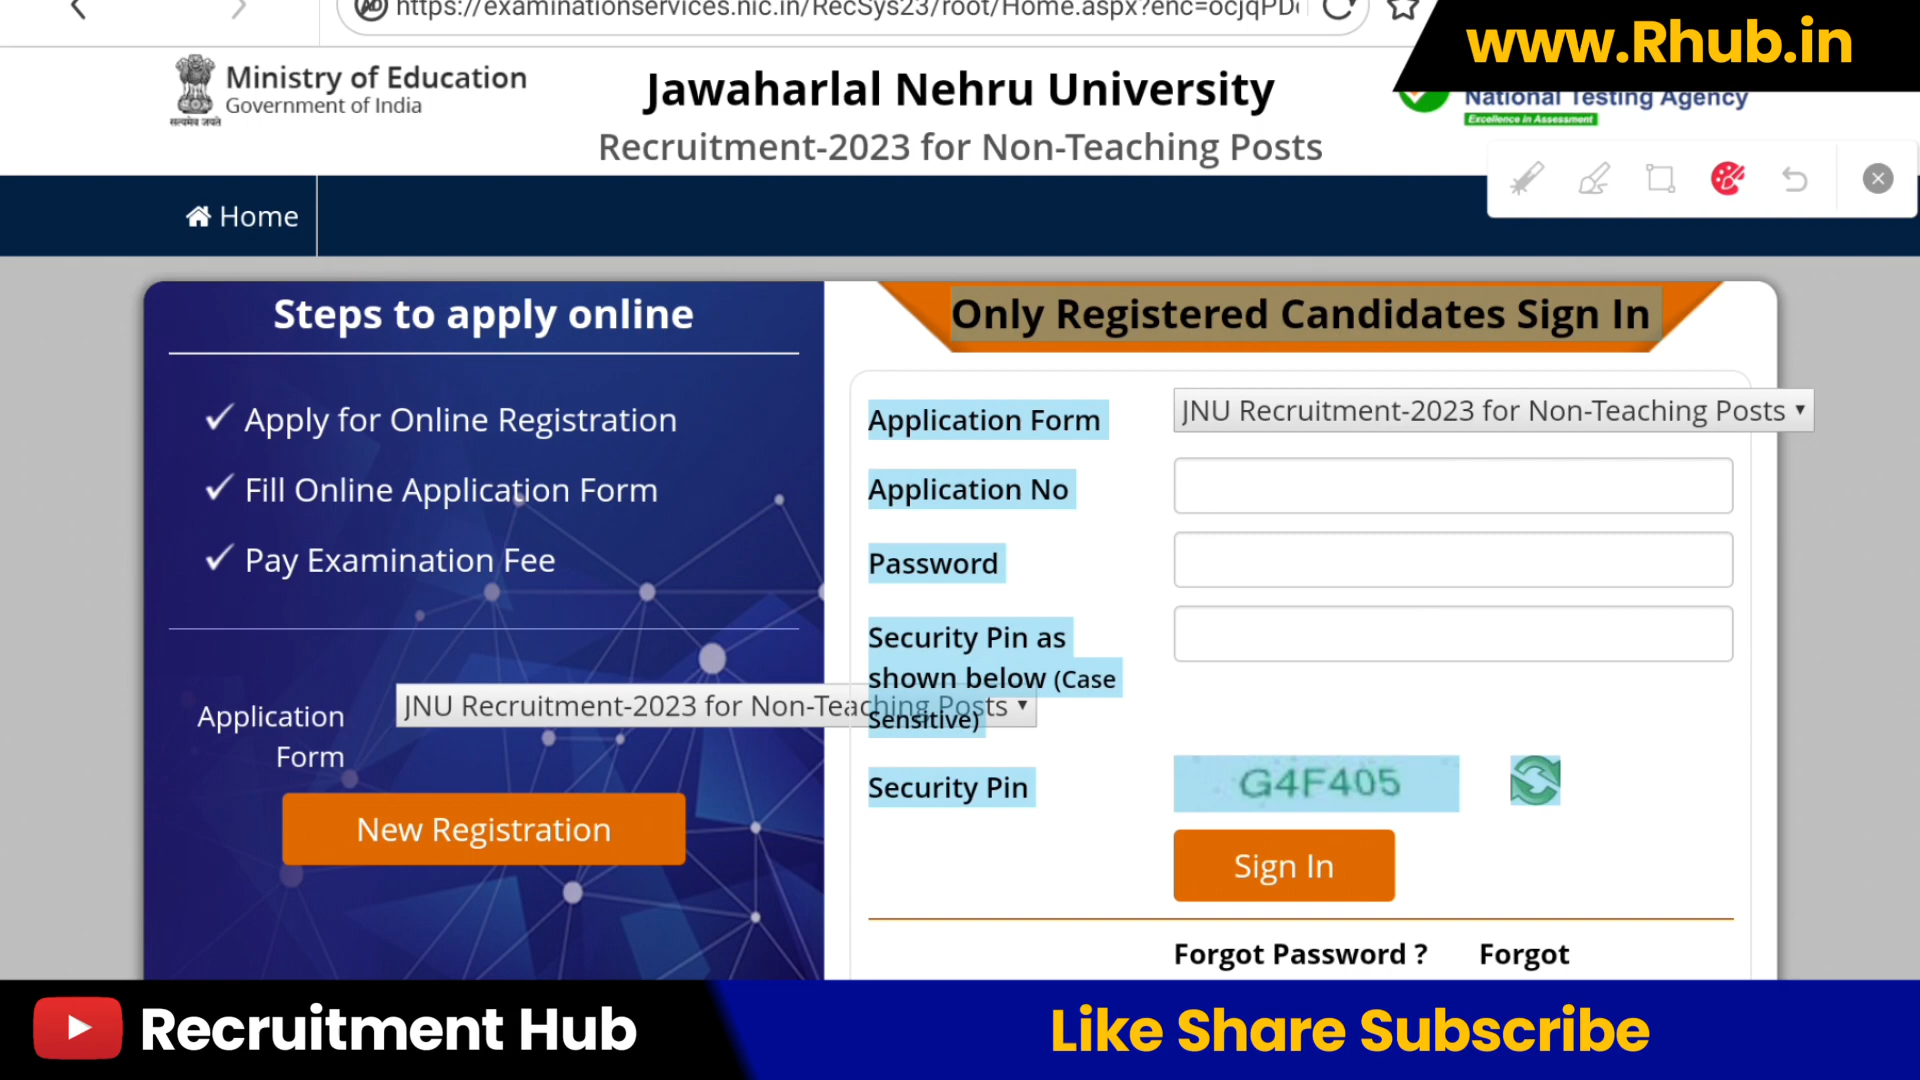 https://examinationservices.nic.in/RecSys23/root/Home.aspx?enc=ocjqPD
www.Rhub.in
सत्यमेव जयते
Ministry of Education
Government of India
Jawaharlal Nehru University
Recruitment-2023 for Non-Teaching Posts
National Testing Agency
Excellence in Assessment
Home
Steps to apply online
✓ Apply for Online Registration
✓ Fill Online Application Form
✓ Pay Examination Fee
Application
Form
JNU Recruitment-2023 for Non-Teaching Posts
New Registration
Only Registered Candidates Sign In
Application Form
JNU Recruitment-2023 for Non-Teaching Posts
Application No
Password
Security Pin as
shown below (Case
Sensitive)
Security Pin
G4F405
Sign In
Forgot Password ?
Forgot
Recruitment Hub
Like Share Subscribe